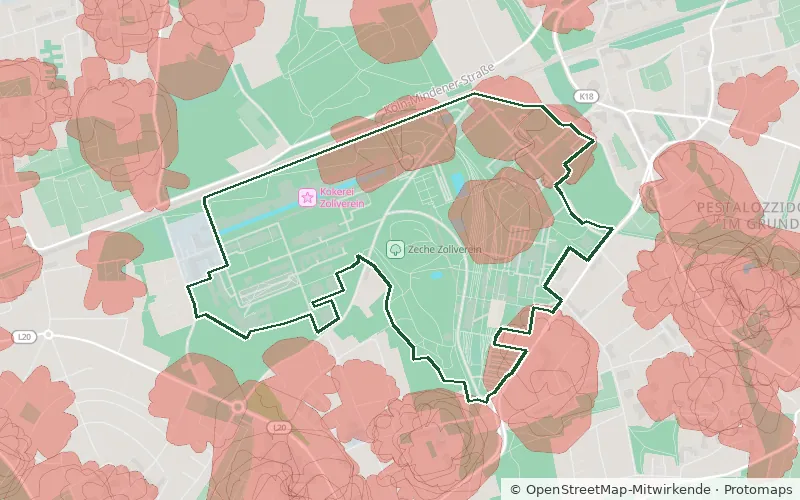 Köln-Mindener-Straße
K18
Kokerei
Zollverein
PESTALOZZIDO
IM GRUND
Zeche Zollverein
L20
L20
© OpenStreetMap-Mitwirkende © Protomaps